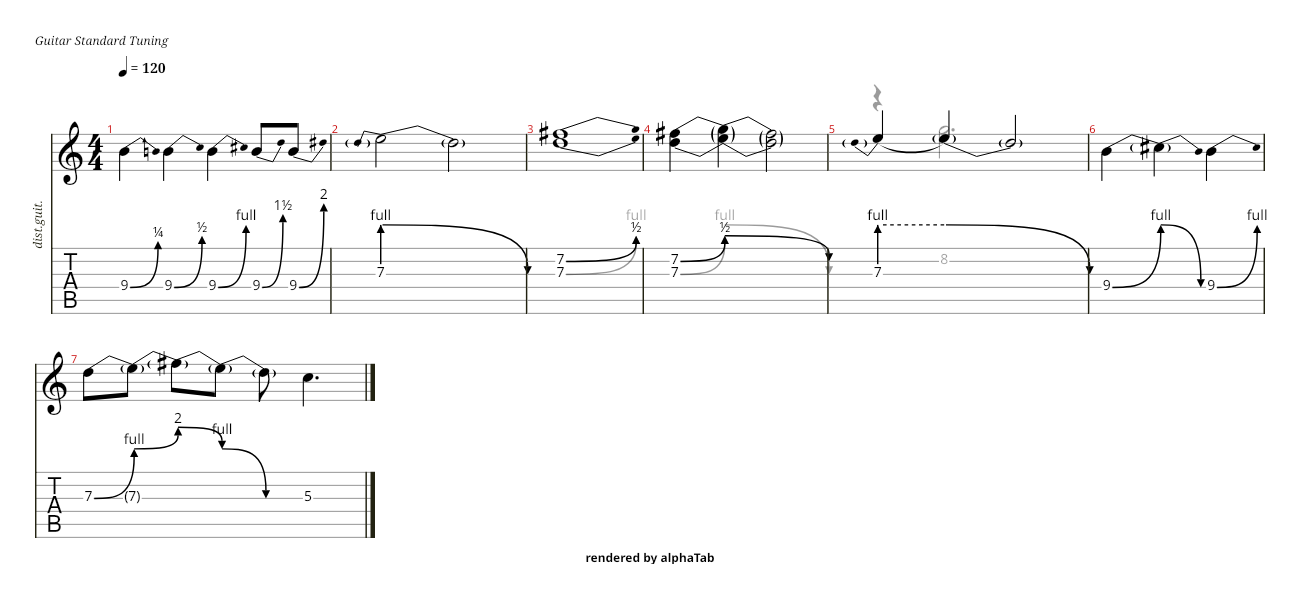 Guitar Standard Tuning
= 120
1 2 3 4 5 6
4
4
dist.guit.
¼ ½ full 1½ 2 full full ½ full ½ full full full
T
A
B
9 9 9 9 9 7 7 7 7 7 7 8 9 9
7
full 2 full
T
A
B
7 (7) 5
rendered by alphaTab